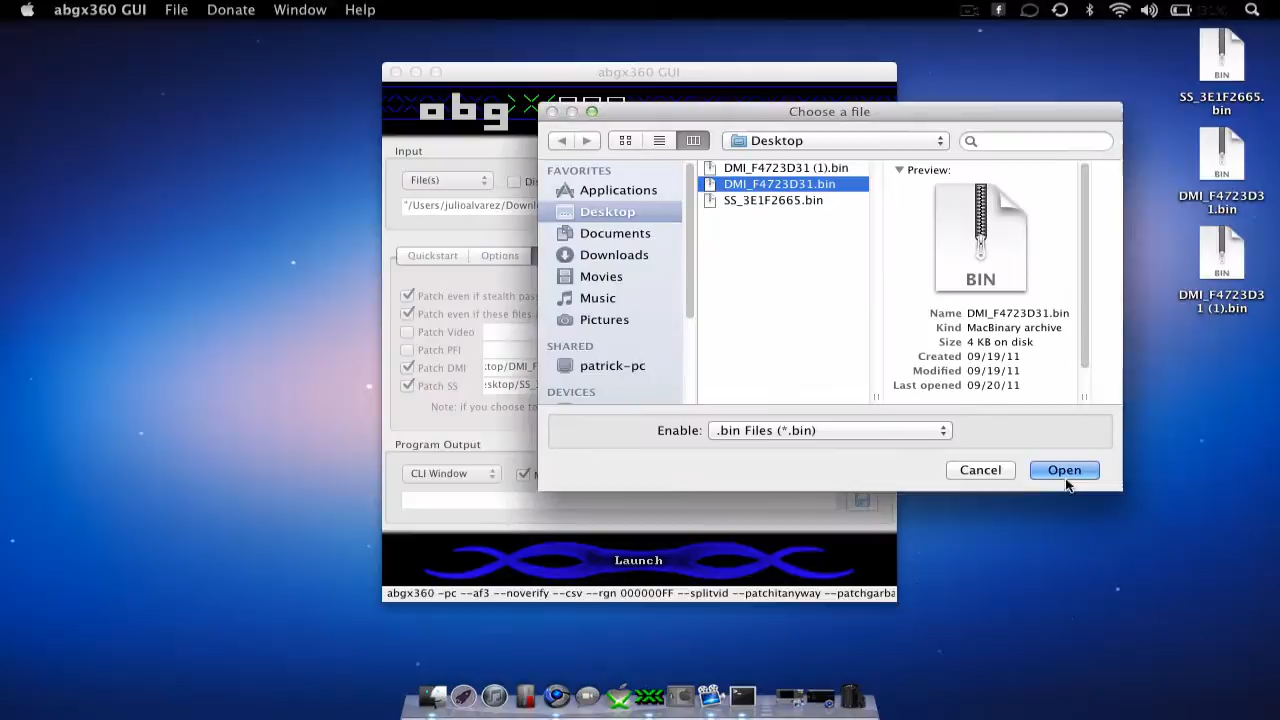 abgx360 GUI File Donate Window Help
BIN
SS_3E1F2665.
bin
BIN
DMI_F4723D3
1.bin
BIN
DMI_F4723D3
1 (1).bin
abgx360 GUI
abg
Choose a file
Desktop
FAVORITES
Applications
Desktop
Documents
Downloads
Movies
Music
Pictures
SHARED
patrick-pc
DEVICES
DMI_F4723D31 (1).bin
DMI_F4723D31.bin
SS_3E1F2665.bin
Preview:
BIN
Name DMI_F4723D31.bin
Kind MacBinary archive
Size 4 KB on disk
Created 09/19/11
Modified 09/19/11
Last opened 09/20/11
Enable: .bin Files (*.bin)
Cancel Open
Input
File(s)
"/Users/julioalvarez/Downl
Quickstart Options
Patch even if stealth pas
Patch even if these files
Patch Video
Patch PFI
Patch DMI :top/DMI_F
Patch SS esktop/SS_
Note: if you choose to
Program Output
CLI Window
Launch
abgx360 -pc --af3 --noverify --csv --rgn 000000FF --splitvid --patchitanyway --patchgarba